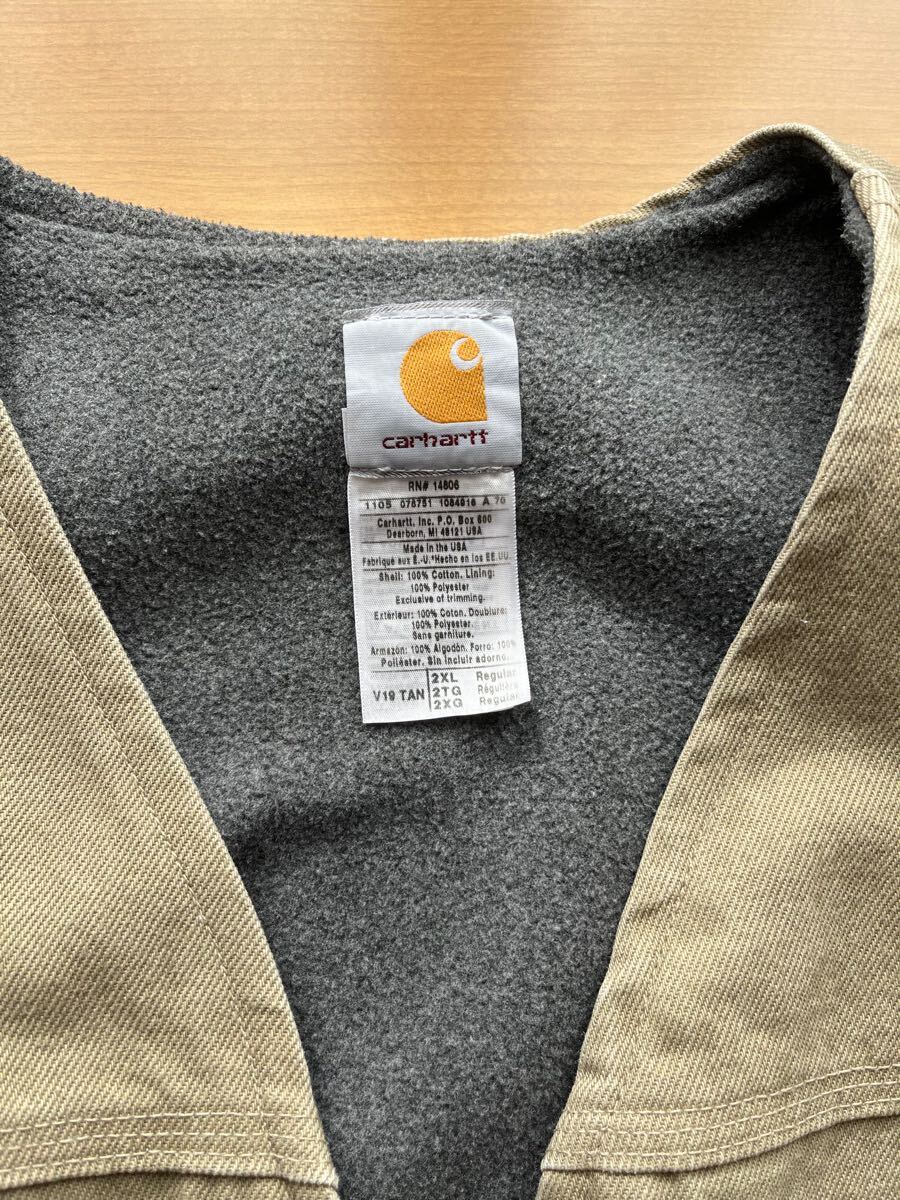 carhartt
RN# 14806
1105 078751 1084916 A 70
Carhartt, Inc. P.O. Box 600
Dearborn, MI 48121 USA
Made in the USA
Fabriqué aux É.-U.*Hecho en los EE.UU.
Shell: 100% Cotton. Lining:
100% Polyester
Exclusive of trimming.
Extérieur: 100% Coton. Doublure:
100% Polyester.
Sans garniture.
Armazón: 100% Algodón. Forro: 100%
Poliéster. Sin incluir adorno.
V19 TAN
2XL Regular
2TG Régulière
2XG Regular